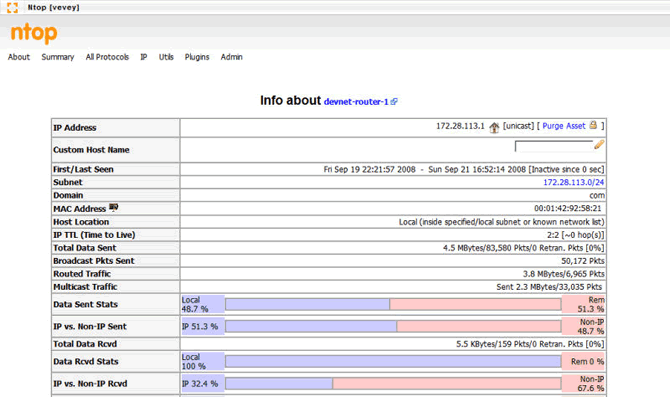 Ntop [vevey]
ntop
About Summary All Protocols IP Utils Plugins Admin
Info about devnet-router-1
IP Address 172.28.113.1 [unicast] [ Purge Asset ]
Custom Host Name
First/Last Seen Fri Sep 19 22:21:57 2008 - Sun Sep 21 16:52:14 2008 [Inactive since 0 sec]
Subnet 172.28.113.0/24
Domain com
MAC Address 00:01:42:92:58:21
Host Location Local (inside specified/local subnet or known network list)
IP TTL (Time to Live) 2:2 [~0 hop(s)]
Total Data Sent 4.5 MBytes/83,580 Pkts/0 Retran. Pkts [0%]
Broadcast Pkts Sent 50,172 Pkts
Routed Traffic 3.8 MBytes/6,965 Pkts
Multicast Traffic Sent 2.3 MBytes/33,035 Pkts
Data Sent Stats Local 48.7 % Rem 51.3 %
IP vs. Non-IP Sent IP 51.3 % Non-IP 48.7 %
Total Data Rcvd 5.5 KBytes/159 Pkts/0 Retran. Pkts [0%]
Data Rcvd Stats Local 100 % Rem 0 %
IP vs. Non-IP Rcvd IP 32.4 % Non-IP 67.6 %